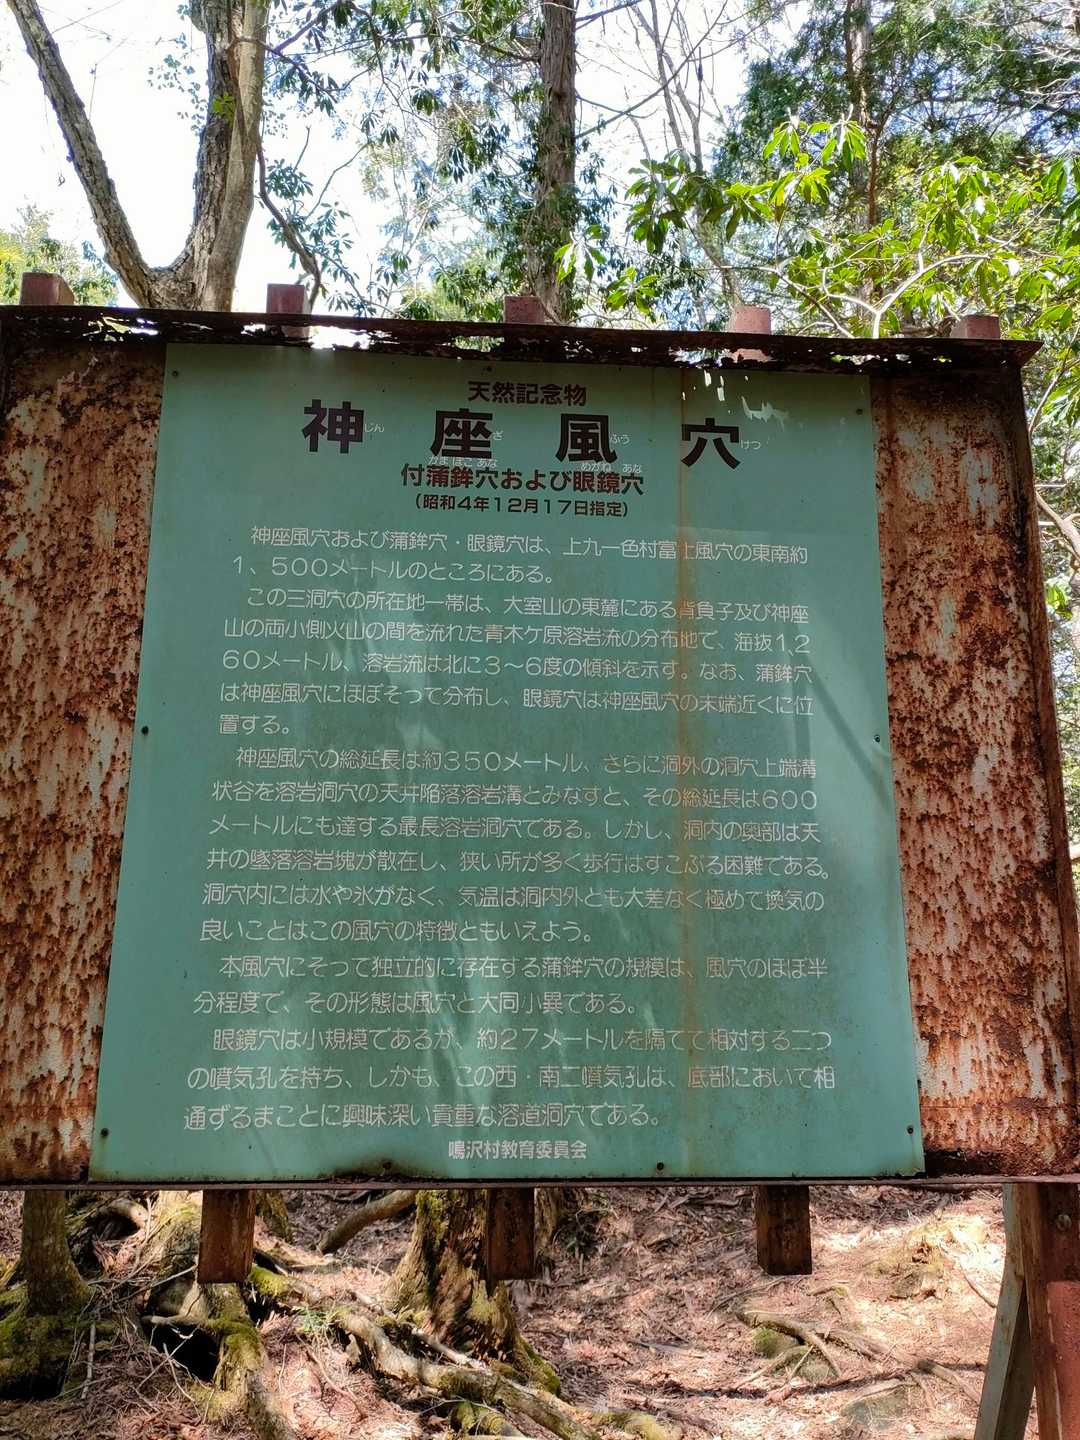 天然記念物
神座風穴
じん ざ ふう けつ
かまぼこあな めがねあな
付蒲鉾穴および眼鏡穴
（昭和４年１２月１７日指定）
神座風穴および蒲鉾穴・眼鏡穴は、上九一色村富士風穴の東南約
１、５００メートルのところにある。
この三洞穴の所在地一帯は、大室山の東麓にある背負子及び神座
山の両小側火山の間を流れた青木ケ原溶岩流の分布地で、海抜１,２
６０メートル、溶岩流は北に３〜６度の傾斜を示す。なお、蒲鉾穴
は神座風穴にほぼそって分布し、眼鏡穴は神座風穴の末端近くに位
置する。
神座風穴の総延長は約３５０メートル、さらに洞外の洞穴上端溝
状谷を溶岩洞穴の天井陥落溶岩溝とみなすと、その総延長は６００
メートルにも達する最長溶岩洞穴である。しかし、洞内の奥部は天
井の墜落溶岩塊が散在し、狭い所が多く歩行はすこぶる困難である。
洞穴内には水や氷がなく、気温は洞内外とも大差なく極めて換気の
良いことはこの風穴の特徴ともいえよう。
本風穴にそって独立的に存在する蒲鉾穴の規模は、風穴のほぼ半
分程度で、その形態は風穴と大同小異である。
眼鏡穴は小規模であるが、約２７メートルを隔てて相対する二つ
の噴気孔を持ち、しかも、この西・南二噴気孔は、底部において相
通ずるまことに興味深い貴重な溶道洞穴である。
鳴沢村教育委員会